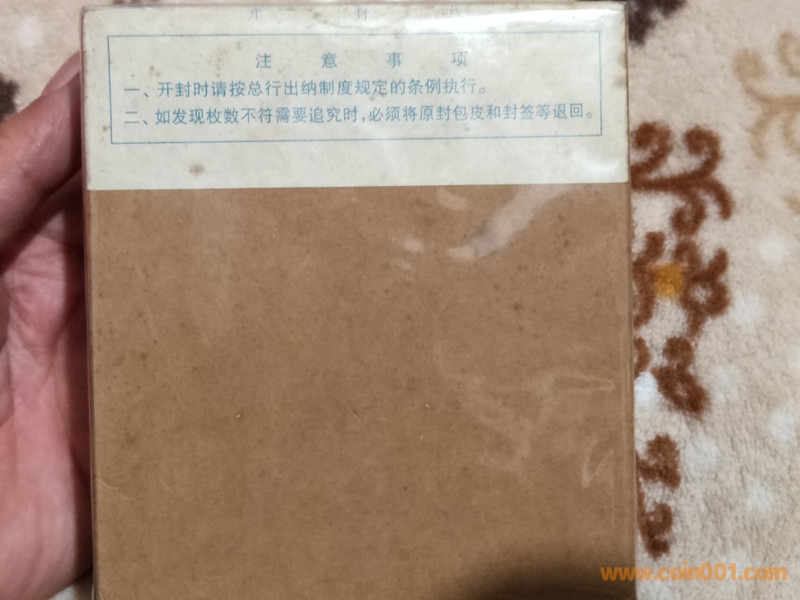 开 封
注 意 事 项
一、开封时请按总行出纳制度规定的条例执行。
二、如发现枚数不符需要追究时,必须将原封包皮和封签等退回。
www.coin001.com